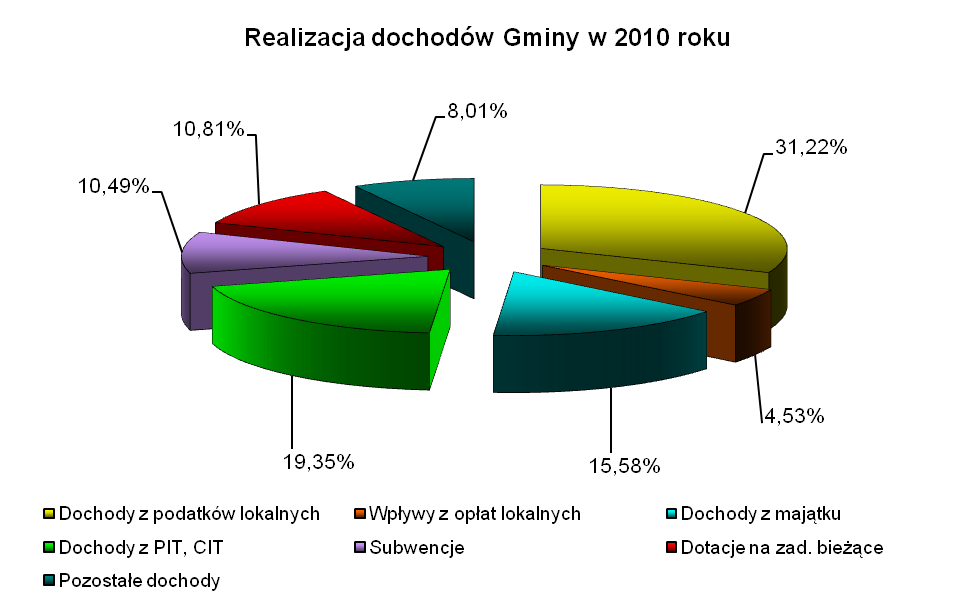 Realizacja dochodów Gminy w 2010 roku
8,01%
10,81%
31,22%
10,49%
4,53%
19,35%
15,58%
Dochody z podatków lokalnych
Wpływy z opłat lokalnych
Dochody z majątku
Dochody z PIT, CIT
Subwencje
Dotacje na zad. bieżące
Pozostałe dochody